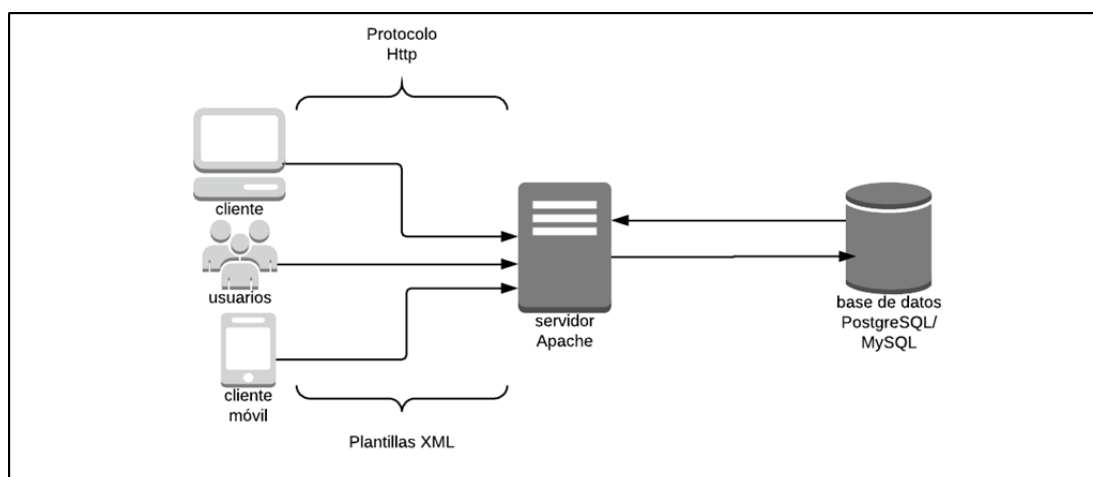 Protocolo
Http
cliente
usuarios
cliente
móvil
servidor
Apache
base de datos
PostgreSQL/
MySQL
Plantillas XML